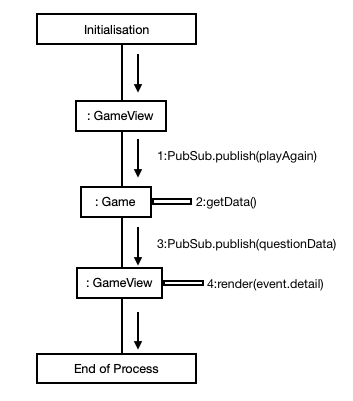 Initialisation
: GameView
1:PubSub.publish(playAgain)
: Game
2:getData()
3:PubSub.publish(questionData)
: GameView
4:render(event.detail)
End of Process